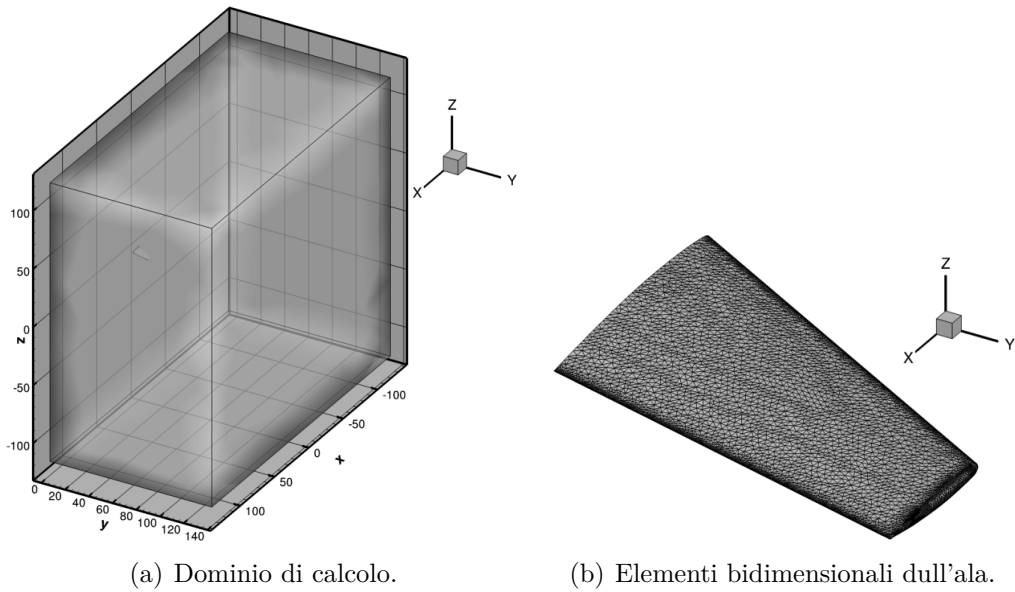 Z
X
Y
100
50
0
z
-50
-100
0
20
40
60
80
100
120
140
y
100
50
0
x
-50
-100
Z
X
Y
(a) Dominio di calcolo.
(b) Elementi bidimensionali dull'ala.